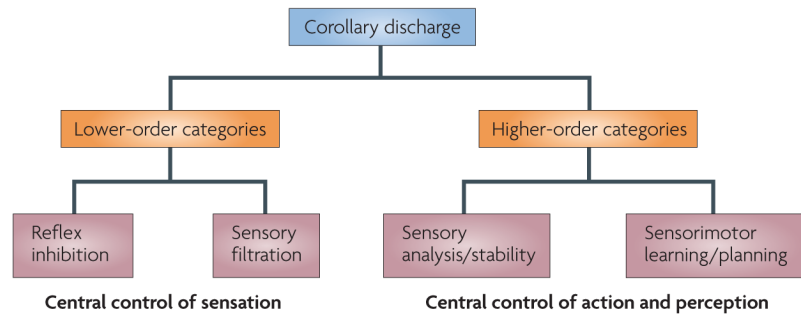 Corollary discharge
Lower-order categories
Higher-order categories
Reflex
inhibition
Sensory
filtration
Sensory
analysis/stability
Sensorimotor
learning/planning
Central control of sensation
Central control of action and perception